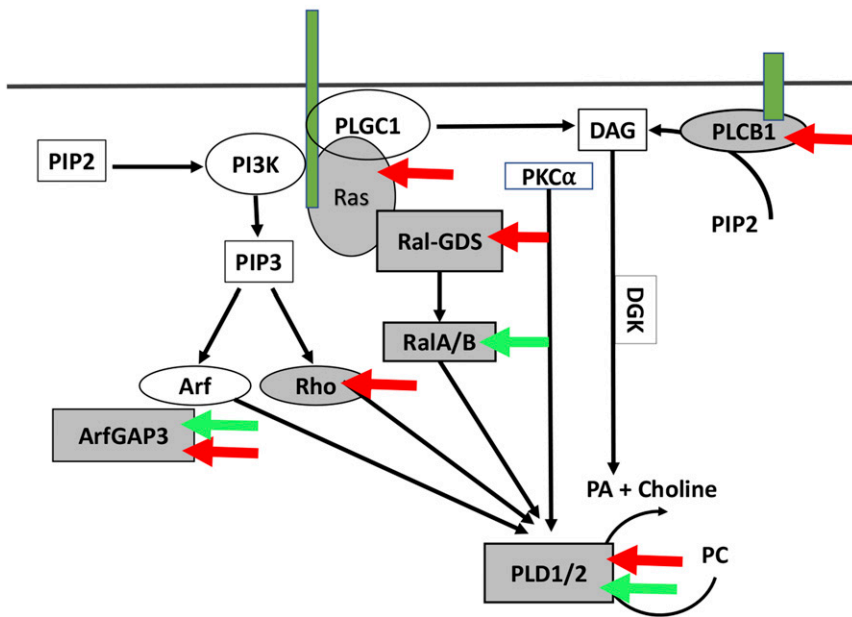 PLGC1
DAG
PLCB1
PIP2
PI3K
PKCα
Ras
PIP2
Ral-GDS
PIP3
DGK
RalA/B
Arf
Rho
ArfGAP3
PA + Choline
PLD1/2
PC